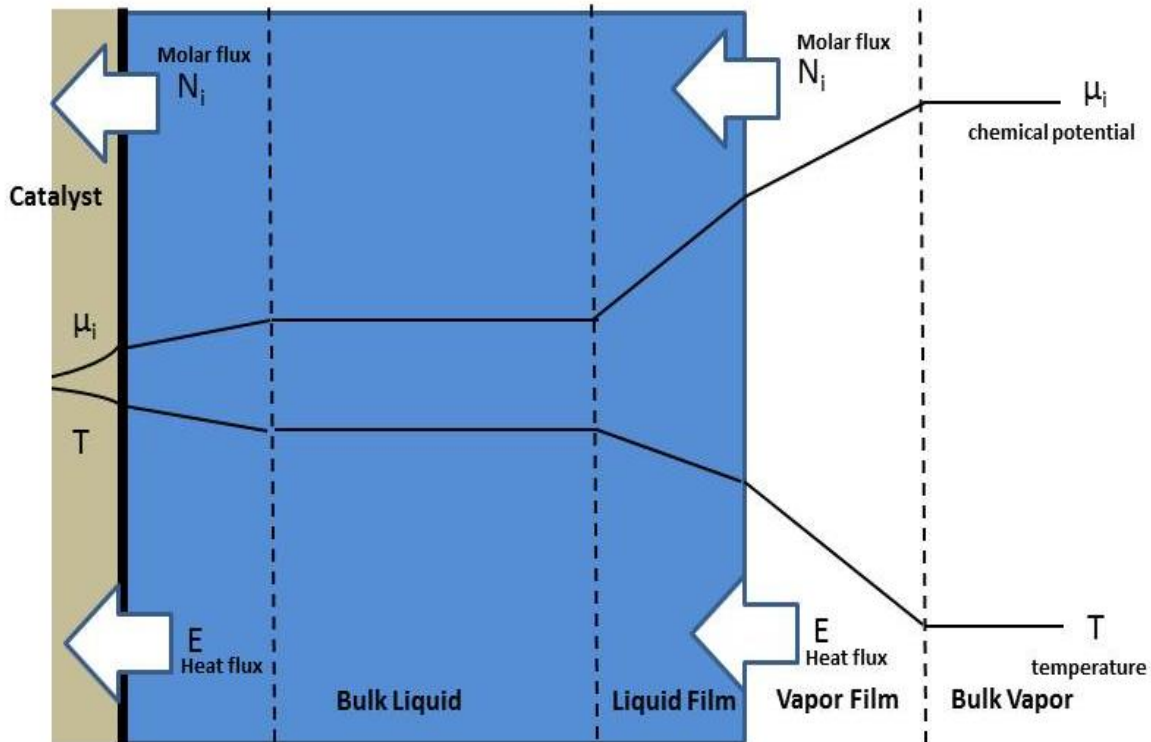 Molar flux
Nᵢ
Molar flux
Nᵢ
μᵢ
chemical potential
Catalyst
μᵢ
T
E
Heat flux
E
Heat flux
T
temperature
Bulk Liquid
Liquid Film
Vapor Film
Bulk Vapor